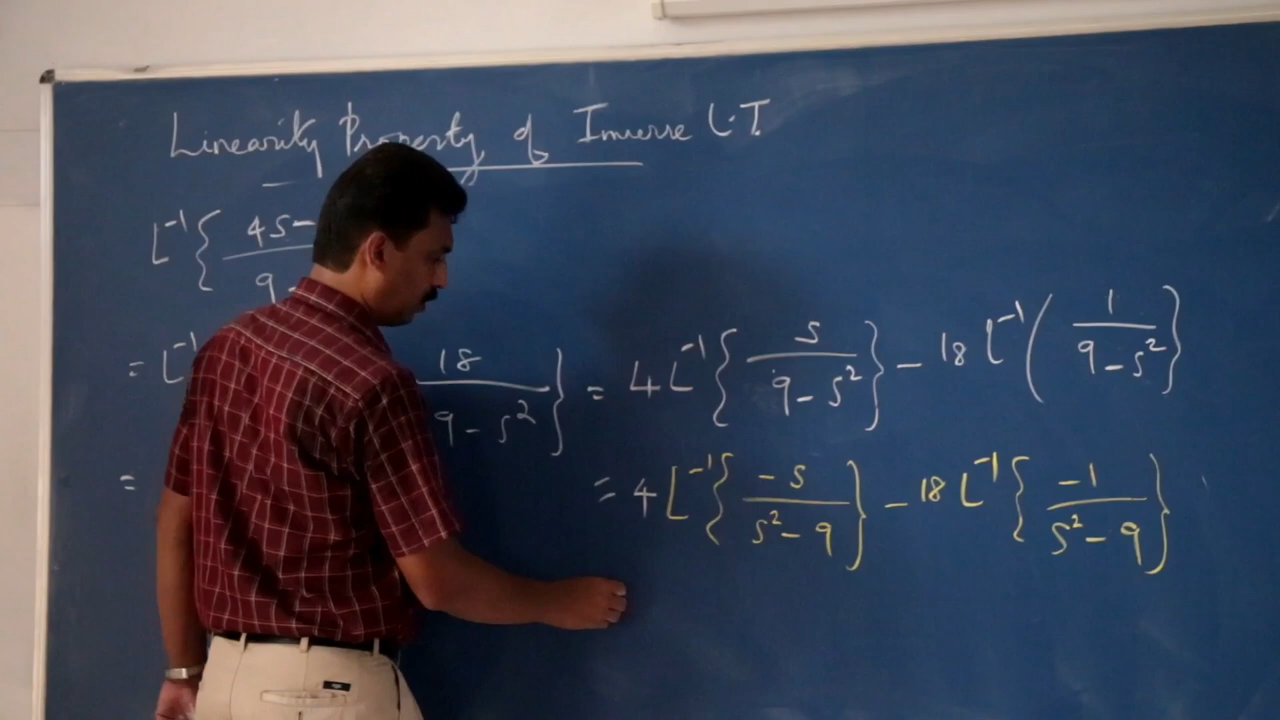 Linearity Property of Inverse L.T.
L⁻¹{ 4s-
9-
= L⁻¹ 18 / 9 - s² } = 4 L⁻¹{ s / 9 - s² } - 18 L⁻¹( 1 / 9 - s² }
= = 4 L⁻¹{ -s / s² - 9 } - 18 L⁻¹{ -1 / s² - 9 }